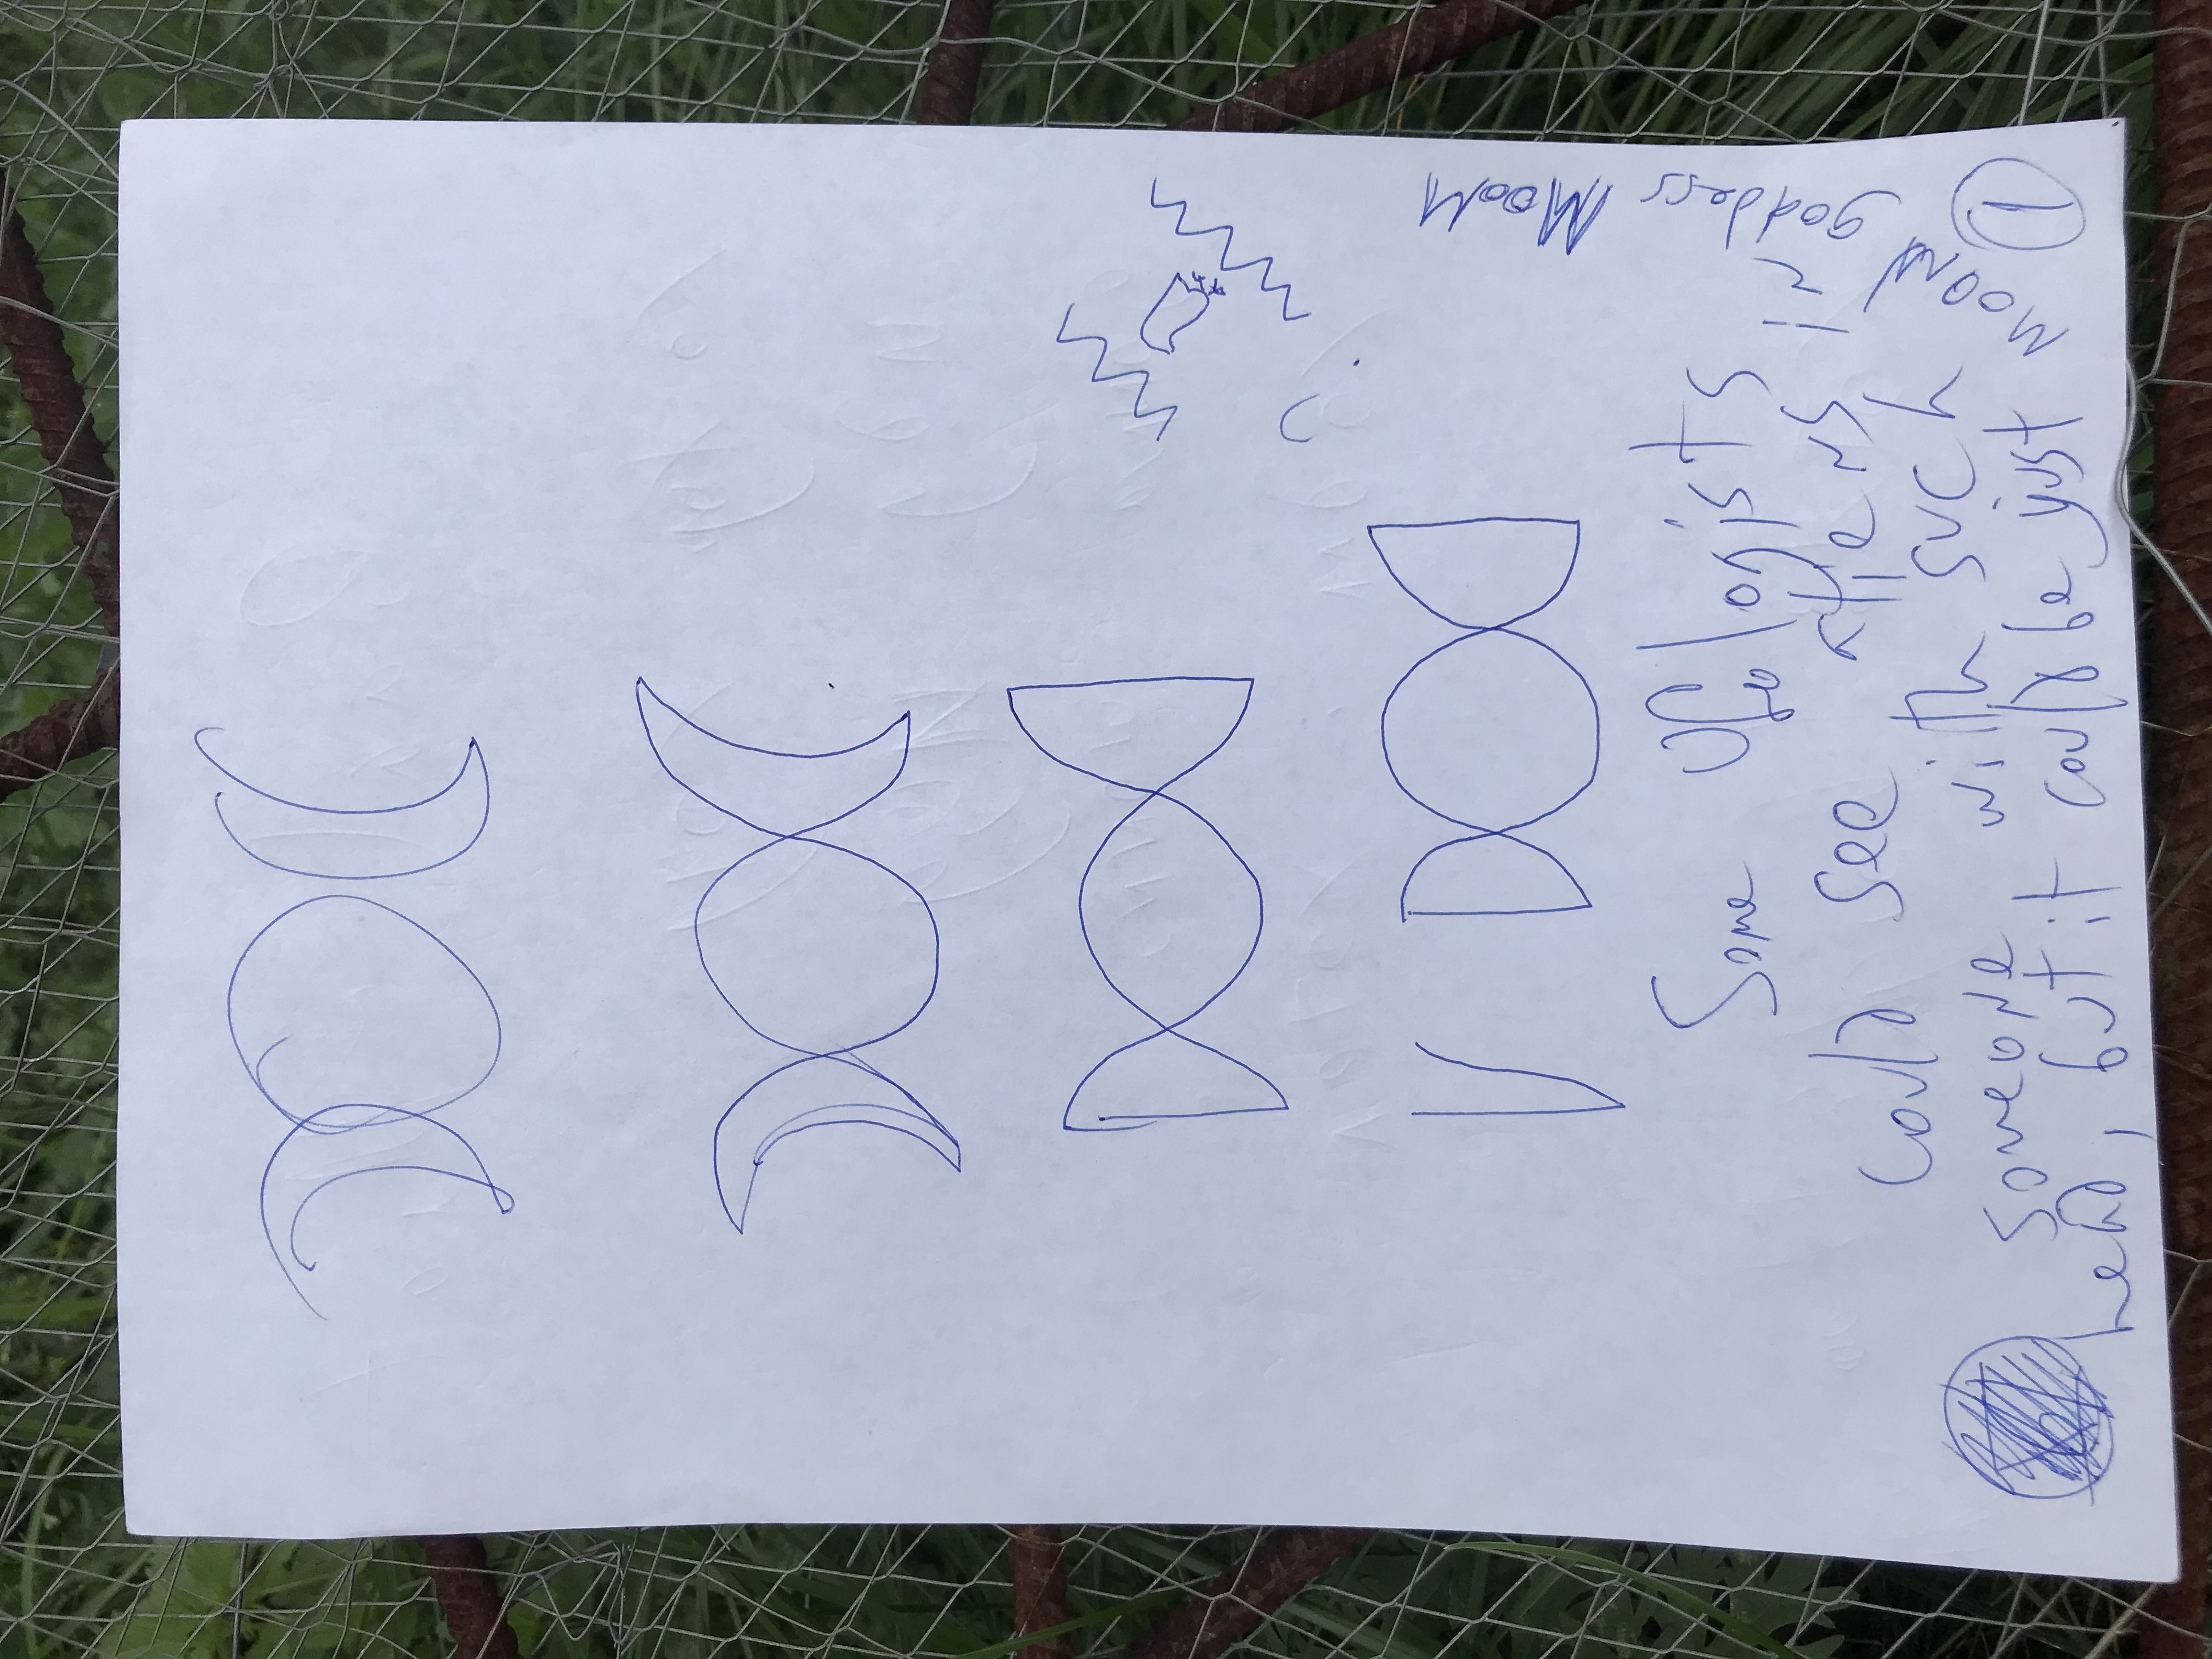 Some Ufologists
could see aliens in
someone with such
head, but it could be just
moon
goddess Moon
1
?